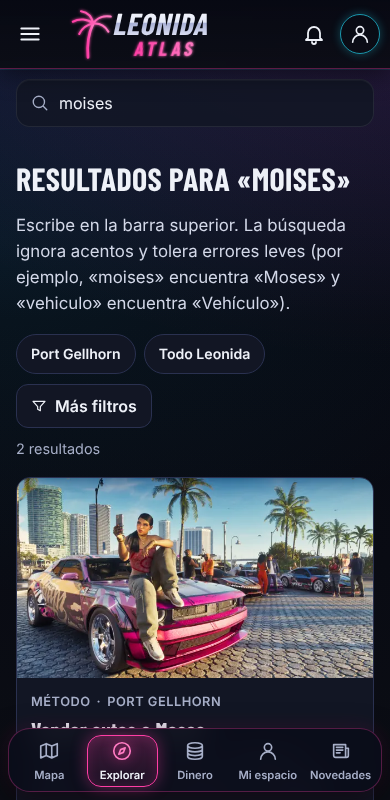 LEONIDA
ATLAS
moises
RESULTADOS PARA «MOISES»
Escribe en la barra superior. La búsqueda
ignora acentos y tolera errores leves (por
ejemplo, «moises» encuentra «Moses» y
«vehiculo» encuentra «Vehículo»).
Port Gellhorn
Todo Leonida
Más filtros
2 resultados
MÉTODO · PORT GELLHORN
Mapa
Explorar
Dinero
Mi espacio
Novedades